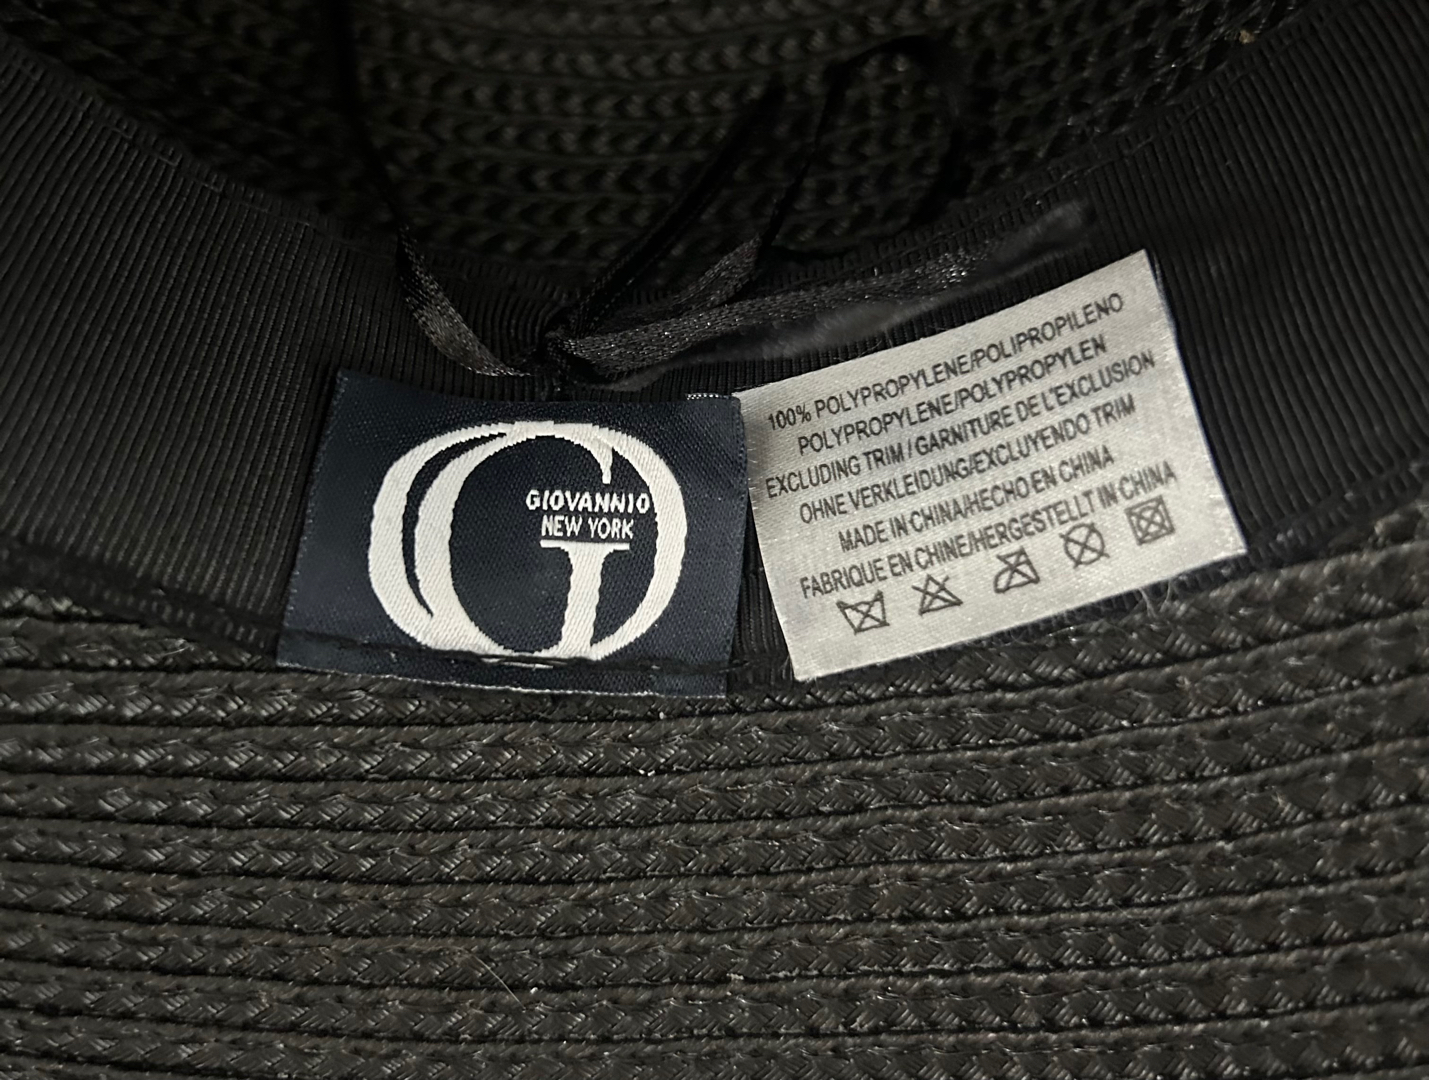 GIOVANNIO
NEW YORK
100% POLYPROPYLENE/POLIPROPILENO
POLYPROPYLENE/POLYPROPYLEN
EXCLUDING TRIM / GARNITURE DE L'EXCLUSION
OHNE VERKLEIDUNG/EXCLUYENDO TRIM
MADE IN CHINA/HECHO EN CHINA
FABRIQUE EN CHINE/HERGESTELLT IN CHINA